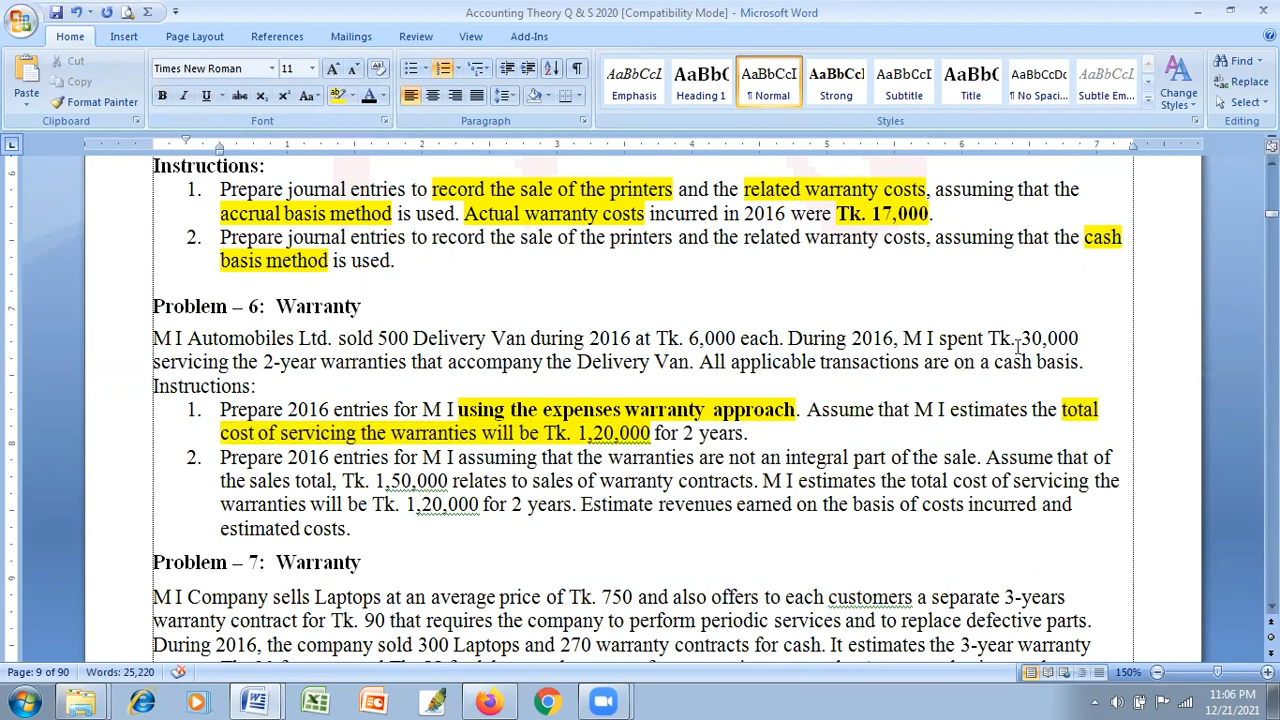 Accounting Theory Q & S 2020 [Compatibility Mode] - Microsoft Word
Home Insert Page Layout References Mailings Review View Add-Ins
Paste
Cut
Copy
Format Painter
Clipboard
Times New Roman 11
Font
Paragraph
AaBbCcI AaBbC AaBbCcI AaBbCcI AaBbCcI AaBbC AaBbCcDc AaBbCcI
Emphasis Heading 1 ¶ Normal Strong Subtitle Title ¶ No Spaci... Subtle Em...
Change Styles
Styles
Find
Replace
Select
Editing
Instructions:
1. Prepare journal entries to record the sale of the printers and the related warranty costs, assuming that the
accrual basis method is used. Actual warranty costs incurred in 2016 were Tk. 17,000.
2. Prepare journal entries to record the sale of the printers and the related warranty costs, assuming that the cash
basis method is used.
Problem – 6: Warranty
M I Automobiles Ltd. sold 500 Delivery Van during 2016 at Tk. 6,000 each. During 2016, M I spent Tk. 30,000
servicing the 2-year warranties that accompany the Delivery Van. All applicable transactions are on a cash basis.
Instructions:
1. Prepare 2016 entries for M I using the expenses warranty approach. Assume that M I estimates the total
cost of servicing the warranties will be Tk. 1,20,000 for 2 years.
2. Prepare 2016 entries for M I assuming that the warranties are not an integral part of the sale. Assume that of
the sales total, Tk. 1,50,000 relates to sales of warranty contracts. M I estimates the total cost of servicing the
warranties will be Tk. 1,20,000 for 2 years. Estimate revenues earned on the basis of costs incurred and
estimated costs.
Problem – 7: Warranty
M I Company sells Laptops at an average price of Tk. 750 and also offers to each customers a separate 3-years
warranty contract for Tk. 90 that requires the company to perform periodic services and to replace defective parts.
During 2016, the company sold 300 Laptops and 270 warranty contracts for cash. It estimates the 3-year warranty
Page: 9 of 90 Words: 25,220 150%
11:06 PM
12/21/2021